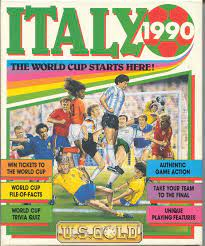 ITALY
1990
THE WORLD CUP STARTS HERE!
WIN TICKETS TO
THE WORLD CUP
WORLD CUP
FILE-OF-FACTS
WORLD CUP
TRIVIA QUIZ
AUTHENTIC
GAME ACTION
TAKE YOUR TEAM
TO THE FINAL
UNIQUE
PLAYING FEATURES
U.S. GOLD